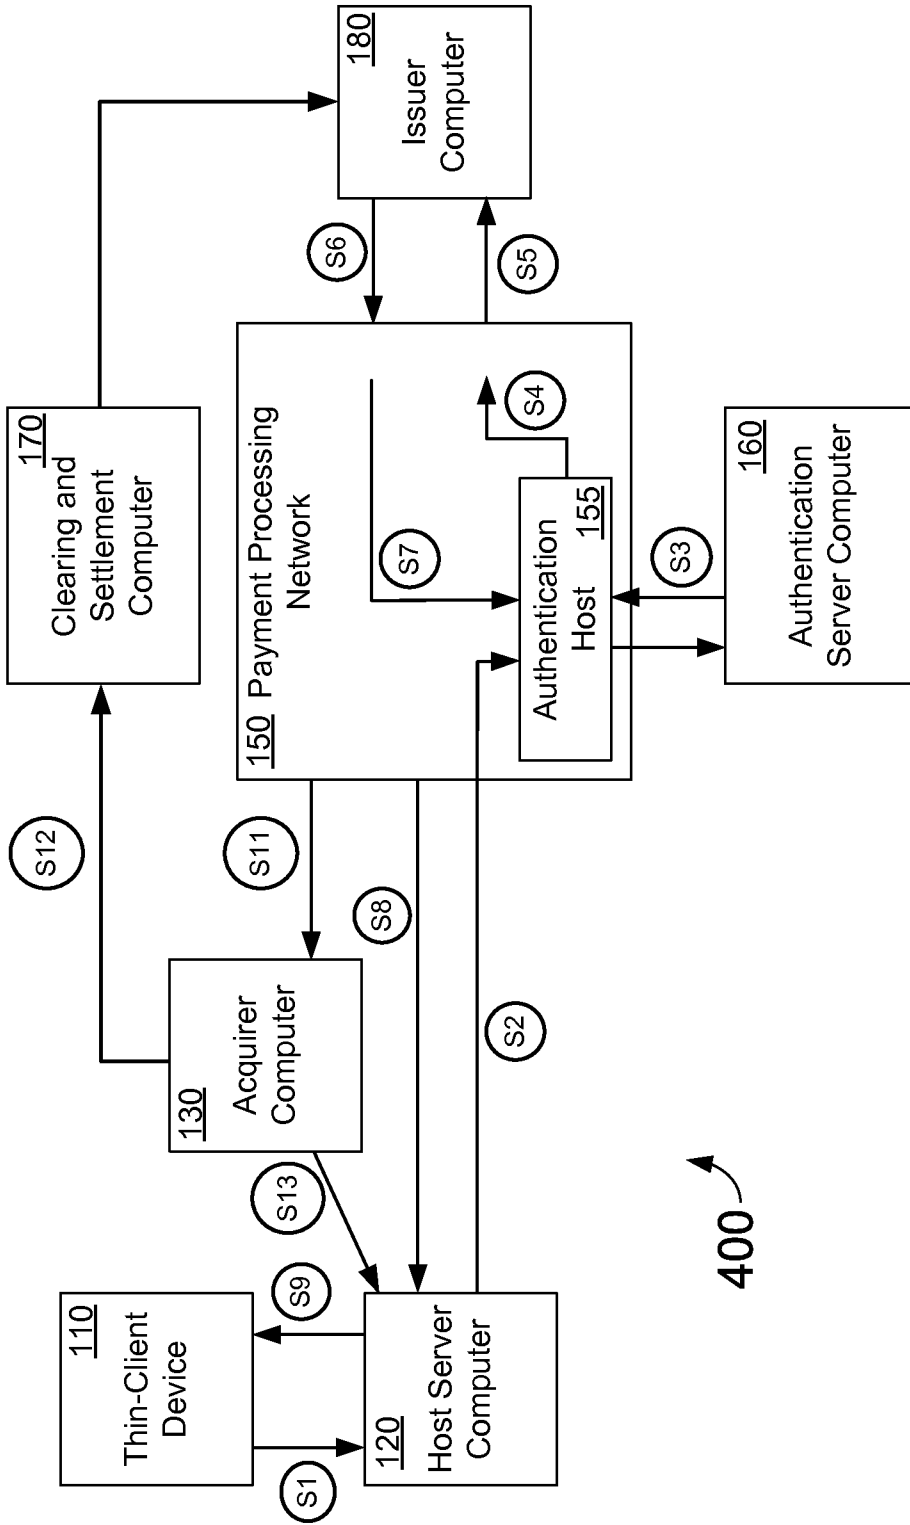 110
Thin-Client
Device
S1
S9
120
Host Server
Computer
S13
130
Acquirer
Computer
S12
S11
S8
S2
170
Clearing and
Settlement
Computer
150 Payment Processing
Network
S7
S4
Authentication
Host 155
S3
160
Authentication
Server Computer
S6
S5
180
Issuer
Computer
400